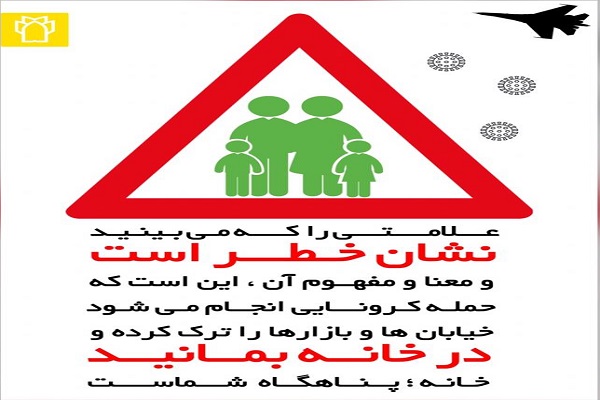 علامتی را که می‌بینید
نشان خطر است
و معنا و مفهوم آن ، این است که
حمله کرونایی انجام می شود
خیابان ها و بازارها را ترک کرده و
در خانه بمانید
خانه ؛ پناهگاه شماست